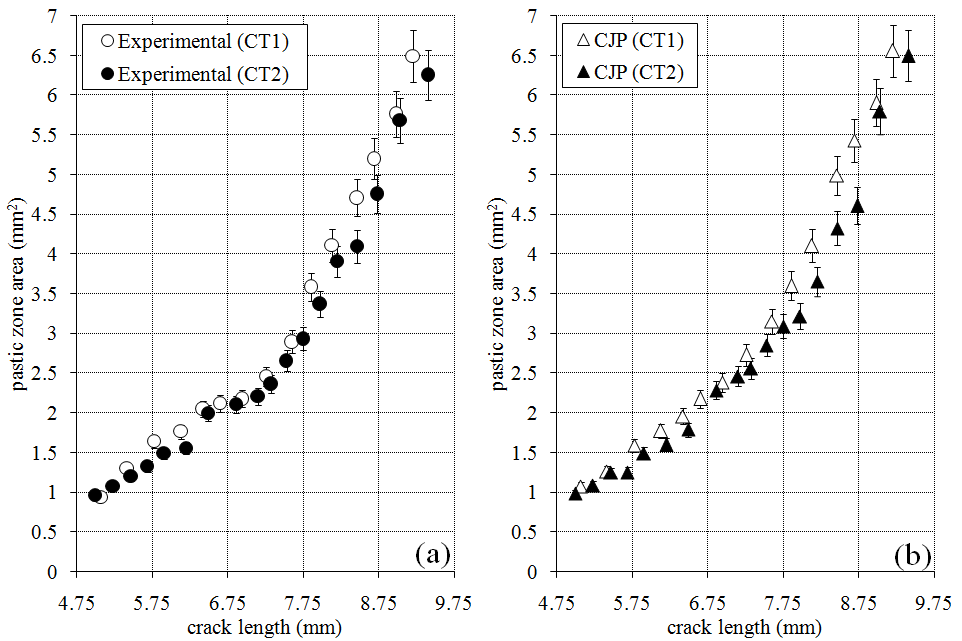 Experimental (CT1)
Experimental (CT2)
7
6.5
6
5.5
5
4.5
4
3.5
3
2.5
2
1.5
1
0.5
0
pastic zone area (mm²)
4.75 5.75 6.75 7.75 8.75 9.75
crack length (mm)
(a)
CJP (CT1)
CJP (CT2)
7
6.5
6
5.5
5
4.5
4
3.5
3
2.5
2
1.5
1
0.5
0
pastic zone area (mm²)
4.75 5.75 6.75 7.75 8.75 9.75
crack length (mm)
(b)